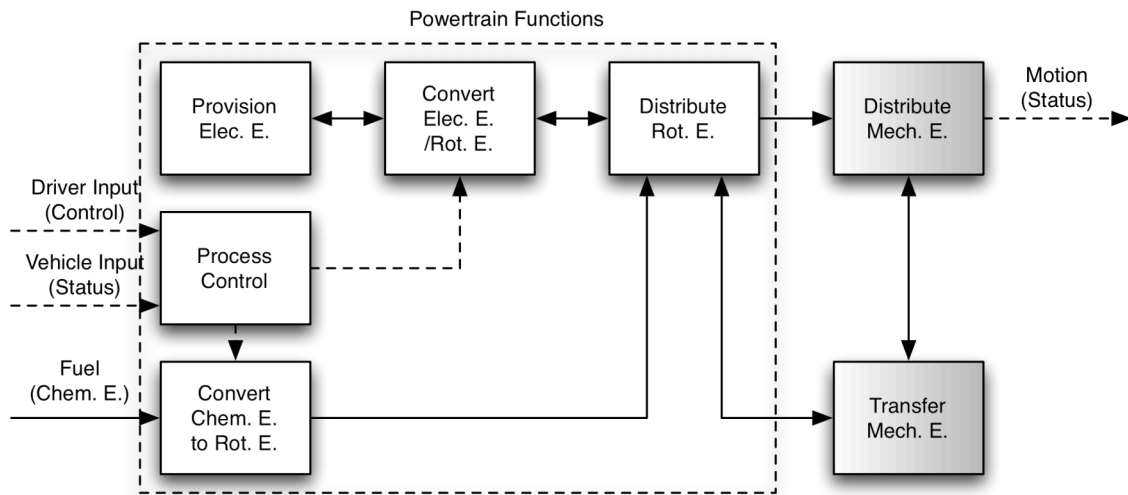 Powertrain Functions
Provision
Elec. E.
Convert
Elec. E.
/Rot. E.
Distribute
Rot. E.
Distribute
Mech. E.
Motion
(Status)
Driver Input
(Control)
Vehicle Input
(Status)
Process
Control
Fuel
(Chem. E.)
Convert
Chem. E.
to Rot. E.
Transfer
Mech. E.